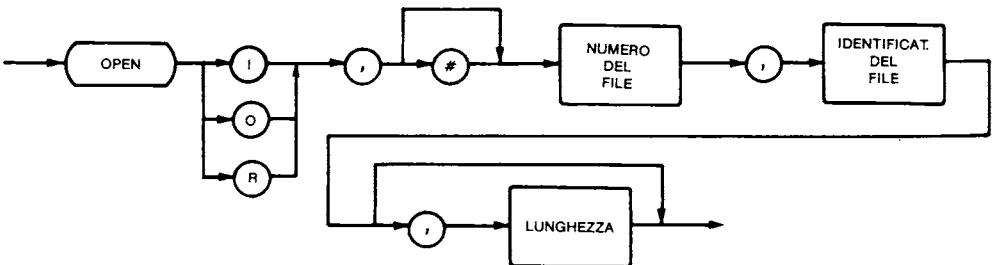 OPEN
I
O
R
,
#
NUMERO
DEL
FILE
,
IDENTIFICAT.
DEL
FILE
,
LUNGHEZZA